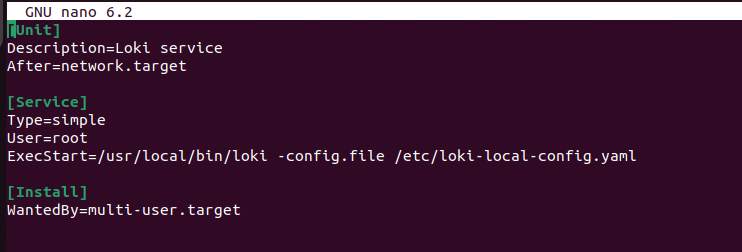 GNU nano 6.2
[Unit]
Description=Loki service
After=network.target
[Service]
Type=simple
User=root
ExecStart=/usr/local/bin/loki -config.file /etc/loki-local-config.yaml
[Install]
WantedBy=multi-user.target